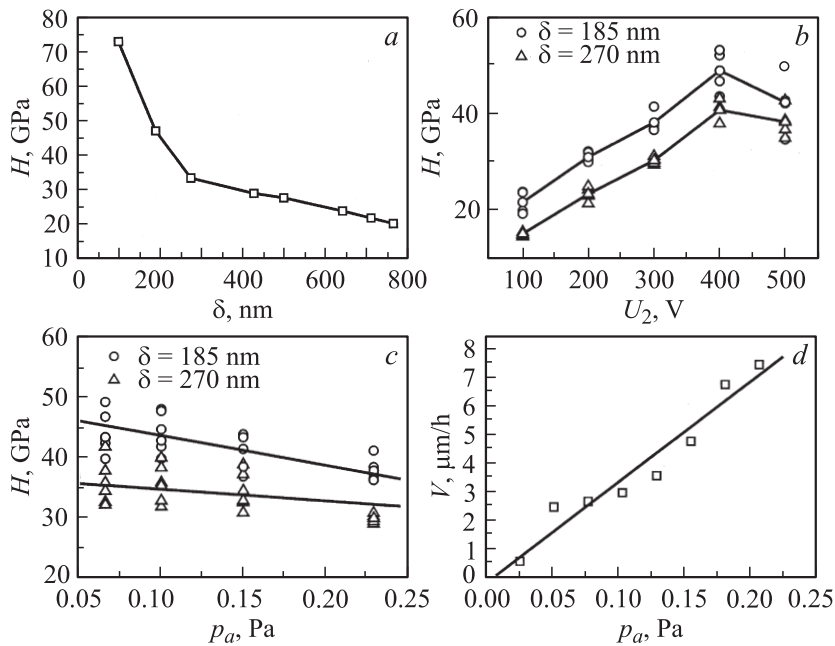 80
70
60
50
40
30
20
10
H, GPa
a
0
200
400
600
800
δ, nm
60
40
20
H, GPa
δ = 185 nm
δ = 270 nm
b
100
200
300
400
500
U₂, V
60
50
40
30
20
H, GPa
δ = 185 nm
δ = 270 nm
c
0.05
0.10
0.15
0.20
0.25
pₐ, Pa
8
7
6
5
4
3
2
1
0
V, μm/h
d
0.00
0.05
0.10
0.15
0.20
0.25
pₐ, Pa